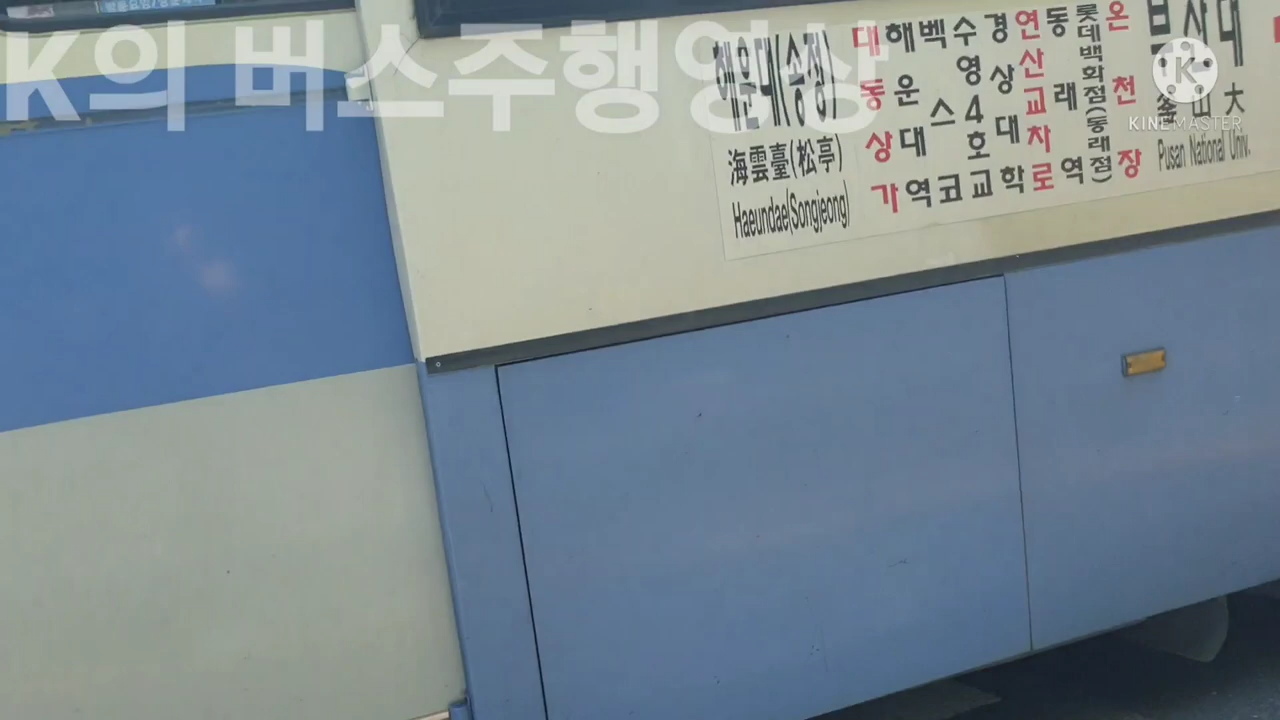 K의 버스주행영상
해운대(송정)
海雲臺(松亭)
Haeundae(Songjeong)
대동상가
해운대역
벡스코
수영4호교
경상대학
연산교차로
동래역
롯데백화점(동래점)
온천장
부산대
釜山大
Pusan National Univ.
KINEMASTER